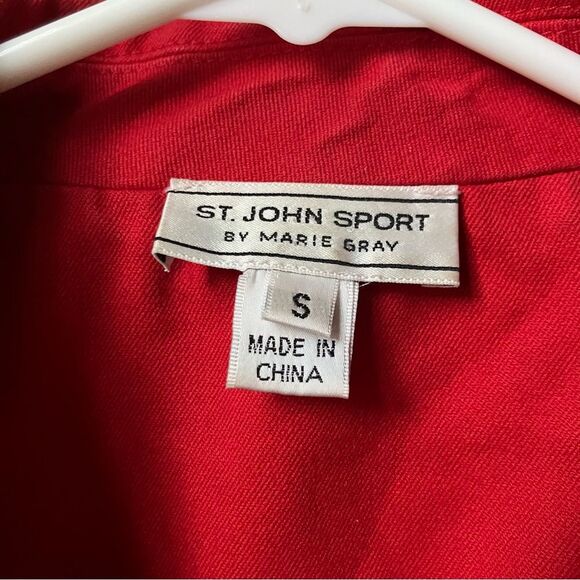 ST. JOHN SPORT
BY MARIE GRAY
S
MADE IN
CHINA